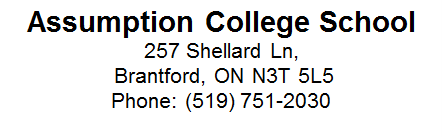 Assumption College School
257 Shellard Ln,
Brantford, ON N3T 5L5
Phone: (519) 751-2030